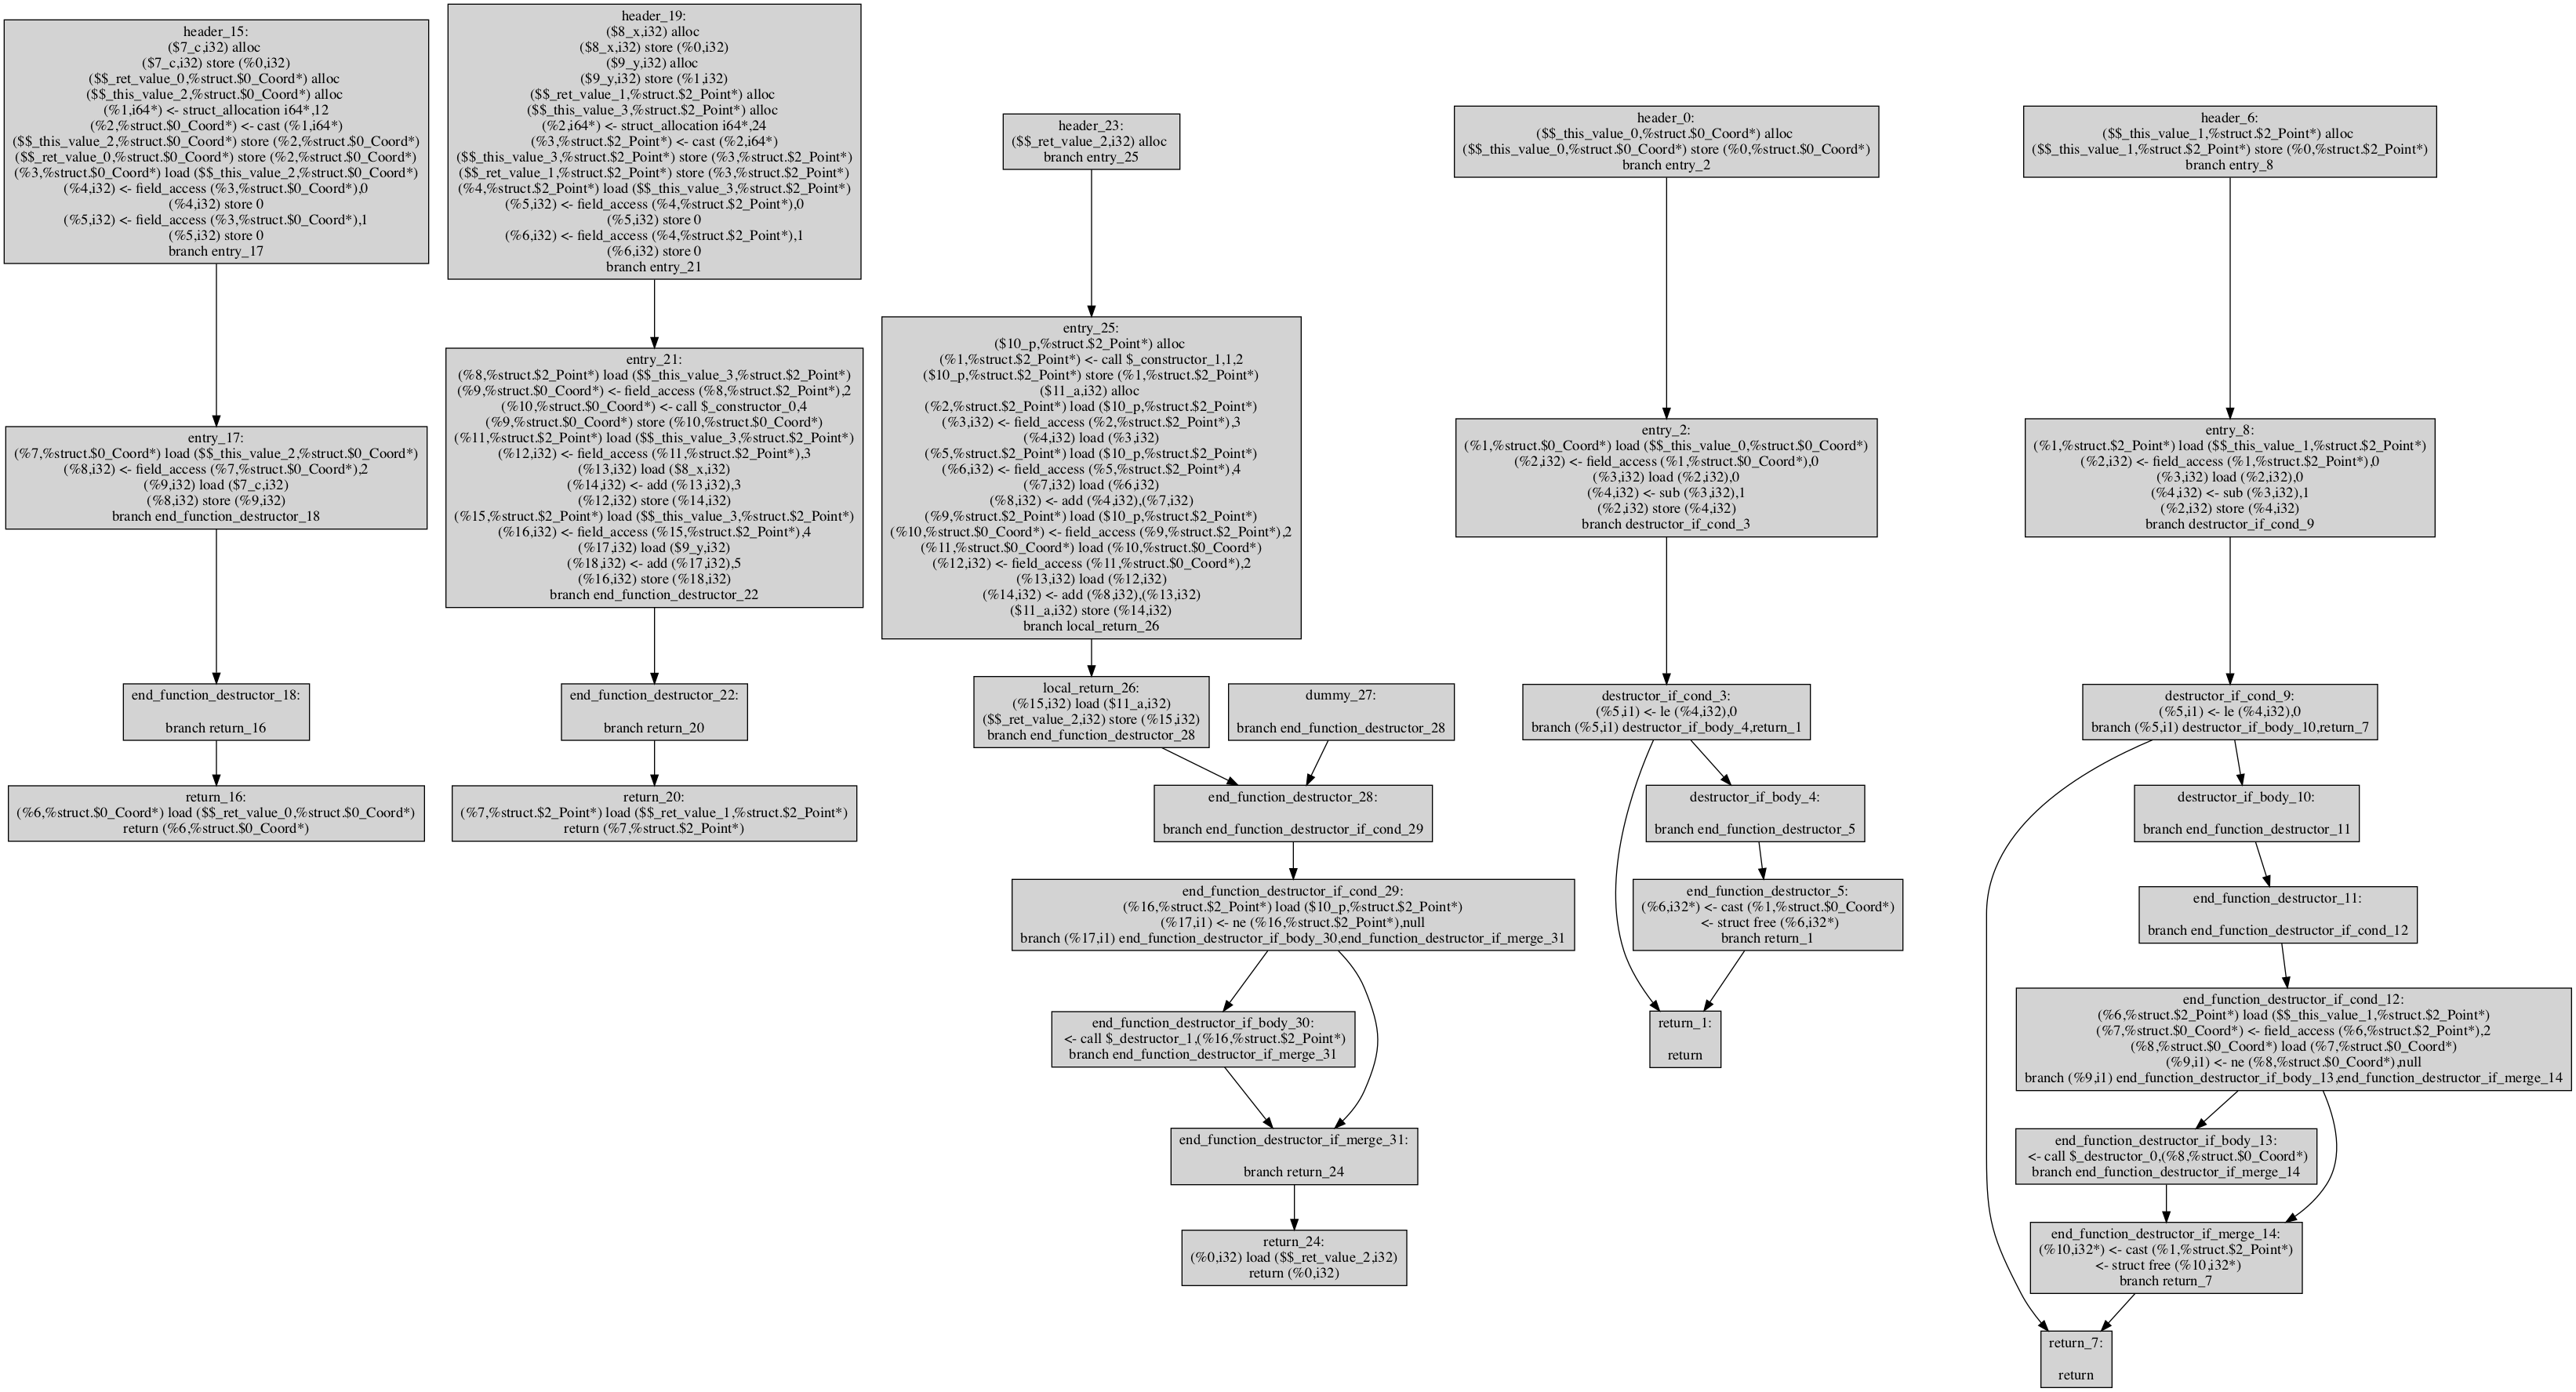 header_15:
($7_c,i32) alloc
($7_c,i32) store (%0,i32)
($$_ret_value_0,%struct.$0_Coord*) alloc
($$_this_value_2,%struct.$0_Coord*) alloc
(%1,i64*) <- struct_allocation i64*,12
(%2,%struct.$0_Coord*) <- cast (%1,i64*)
($$_this_value_2,%struct.$0_Coord*) store (%2,%struct.$0_Coord*)
($$_ret_value_0,%struct.$0_Coord*) store (%2,%struct.$0_Coord*)
(%3,%struct.$0_Coord*) load ($$_this_value_2,%struct.$0_Coord*)
(%4,i32) <- field_access (%3,%struct.$0_Coord*),0
(%4,i32) store 0
(%5,i32) <- field_access (%3,%struct.$0_Coord*),1
(%5,i32) store 0
branch entry_17
entry_17:
(%7,%struct.$0_Coord*) load ($$_this_value_2,%struct.$0_Coord*)
(%8,i32) <- field_access (%7,%struct.$0_Coord*),2
(%9,i32) load ($7_c,i32)
(%8,i32) store (%9,i32)
branch end_function_destructor_18
end_function_destructor_18:
branch return_16
return_16:
(%6,%struct.$0_Coord*) load ($$_ret_value_0,%struct.$0_Coord*)
return (%6,%struct.$0_Coord*)
header_19:
($8_x,i32) alloc
($8_x,i32) store (%0,i32)
($9_y,i32) alloc
($9_y,i32) store (%1,i32)
($$_ret_value_1,%struct.$2_Point*) alloc
($$_this_value_3,%struct.$2_Point*) alloc
(%2,i64*) <- struct_allocation i64*,24
(%3,%struct.$2_Point*) <- cast (%2,i64*)
($$_this_value_3,%struct.$2_Point*) store (%3,%struct.$2_Point*)
($$_ret_value_1,%struct.$2_Point*) store (%3,%struct.$2_Point*)
(%4,%struct.$2_Point*) load ($$_this_value_3,%struct.$2_Point*)
(%5,i32) <- field_access (%4,%struct.$2_Point*),0
(%5,i32) store 0
(%6,i32) <- field_access (%4,%struct.$2_Point*),1
(%6,i32) store 0
branch entry_21
entry_21:
(%8,%struct.$2_Point*) load ($$_this_value_3,%struct.$2_Point*)
(%9,%struct.$0_Coord*) <- field_access (%8,%struct.$2_Point*),2
(%10,%struct.$0_Coord*) <- call $_constructor_0,4
(%9,%struct.$0_Coord*) store (%10,%struct.$0_Coord*)
(%11,%struct.$2_Point*) load ($$_this_value_3,%struct.$2_Point*)
(%12,i32) <- field_access (%11,%struct.$2_Point*),3
(%13,i32) load ($8_x,i32)
(%14,i32) <- add (%13,i32),3
(%12,i32) store (%14,i32)
(%15,%struct.$2_Point*) load ($$_this_value_3,%struct.$2_Point*)
(%16,i32) <- field_access (%15,%struct.$2_Point*),4
(%17,i32) load ($9_y,i32)
(%18,i32) <- add (%17,i32),5
(%16,i32) store (%18,i32)
branch end_function_destructor_22
end_function_destructor_22:
branch return_20
return_20:
(%7,%struct.$2_Point*) load ($$_ret_value_1,%struct.$2_Point*)
return (%7,%struct.$2_Point*)
header_23:
($$_ret_value_2,i32) alloc
branch entry_25
entry_25:
($10_p,%struct.$2_Point*) alloc
(%1,%struct.$2_Point*) <- call $_constructor_1,1,2
($10_p,%struct.$2_Point*) store (%1,%struct.$2_Point*)
($11_a,i32) alloc
(%2,%struct.$2_Point*) load ($10_p,%struct.$2_Point*)
(%3,i32) <- field_access (%2,%struct.$2_Point*),3
(%4,i32) load (%3,i32)
(%5,%struct.$2_Point*) load ($10_p,%struct.$2_Point*)
(%6,i32) <- field_access (%5,%struct.$2_Point*),4
(%7,i32) load (%6,i32)
(%8,i32) <- add (%4,i32),(%7,i32)
(%9,%struct.$2_Point*) load ($10_p,%struct.$2_Point*)
(%10,%struct.$0_Coord*) <- field_access (%9,%struct.$2_Point*),2
(%11,%struct.$0_Coord*) load (%10,%struct.$0_Coord*)
(%12,i32) <- field_access (%11,%struct.$0_Coord*),2
(%13,i32) load (%12,i32)
(%14,i32) <- add (%8,i32),(%13,i32)
($11_a,i32) store (%14,i32)
branch local_return_26
local_return_26:
(%15,i32) load ($11_a,i32)
($$_ret_value_2,i32) store (%15,i32)
branch end_function_destructor_28
dummy_27:
branch end_function_destructor_28
end_function_destructor_28:
branch end_function_destructor_if_cond_29
end_function_destructor_if_cond_29:
(%16,%struct.$2_Point*) load ($10_p,%struct.$2_Point*)
(%17,i1) <- ne (%16,%struct.$2_Point*),null
branch (%17,i1) end_function_destructor_if_body_30,end_function_destructor_if_merge_31
end_function_destructor_if_body_30:
<- call $_destructor_1,(%16,%struct.$2_Point*)
branch end_function_destructor_if_merge_31
end_function_destructor_if_merge_31:
branch return_24
return_24:
(%0,i32) load ($$_ret_value_2,i32)
return (%0,i32)
header_0:
($$_this_value_0,%struct.$0_Coord*) alloc
($$_this_value_0,%struct.$0_Coord*) store (%0,%struct.$0_Coord*)
branch entry_2
entry_2:
(%1,%struct.$0_Coord*) load ($$_this_value_0,%struct.$0_Coord*)
(%2,i32) <- field_access (%1,%struct.$0_Coord*),0
(%3,i32) load (%2,i32),0
(%4,i32) <- sub (%3,i32),1
(%2,i32) store (%4,i32)
branch destructor_if_cond_3
destructor_if_cond_3:
(%5,i1) <- le (%4,i32),0
branch (%5,i1) destructor_if_body_4,return_1
destructor_if_body_4:
branch end_function_destructor_5
end_function_destructor_5:
(%6,i32*) <- cast (%1,%struct.$0_Coord*)
<- struct free (%6,i32*)
branch return_1
return_1:
return
header_6:
($$_this_value_1,%struct.$2_Point*) alloc
($$_this_value_1,%struct.$2_Point*) store (%0,%struct.$2_Point*)
branch entry_8
entry_8:
(%1,%struct.$2_Point*) load ($$_this_value_1,%struct.$2_Point*)
(%2,i32) <- field_access (%1,%struct.$2_Point*),0
(%3,i32) load (%2,i32),0
(%4,i32) <- sub (%3,i32),1
(%2,i32) store (%4,i32)
branch destructor_if_cond_9
destructor_if_cond_9:
(%5,i1) <- le (%4,i32),0
branch (%5,i1) destructor_if_body_10,return_7
destructor_if_body_10:
branch end_function_destructor_11
end_function_destructor_11:
branch end_function_destructor_if_cond_12
end_function_destructor_if_cond_12:
(%6,%struct.$2_Point*) load ($$_this_value_1,%struct.$2_Point*)
(%7,%struct.$0_Coord*) <- field_access (%6,%struct.$2_Point*),2
(%8,%struct.$0_Coord*) load (%7,%struct.$0_Coord*)
(%9,i1) <- ne (%8,%struct.$0_Coord*),null
branch (%9,i1) end_function_destructor_if_body_13,end_function_destructor_if_merge_14
end_function_destructor_if_body_13:
<- call $_destructor_0,(%8,%struct.$0_Coord*)
branch end_function_destructor_if_merge_14
end_function_destructor_if_merge_14:
(%10,i32*) <- cast (%1,%struct.$2_Point*)
<- struct free (%10,i32*)
branch return_7
return_7:
return